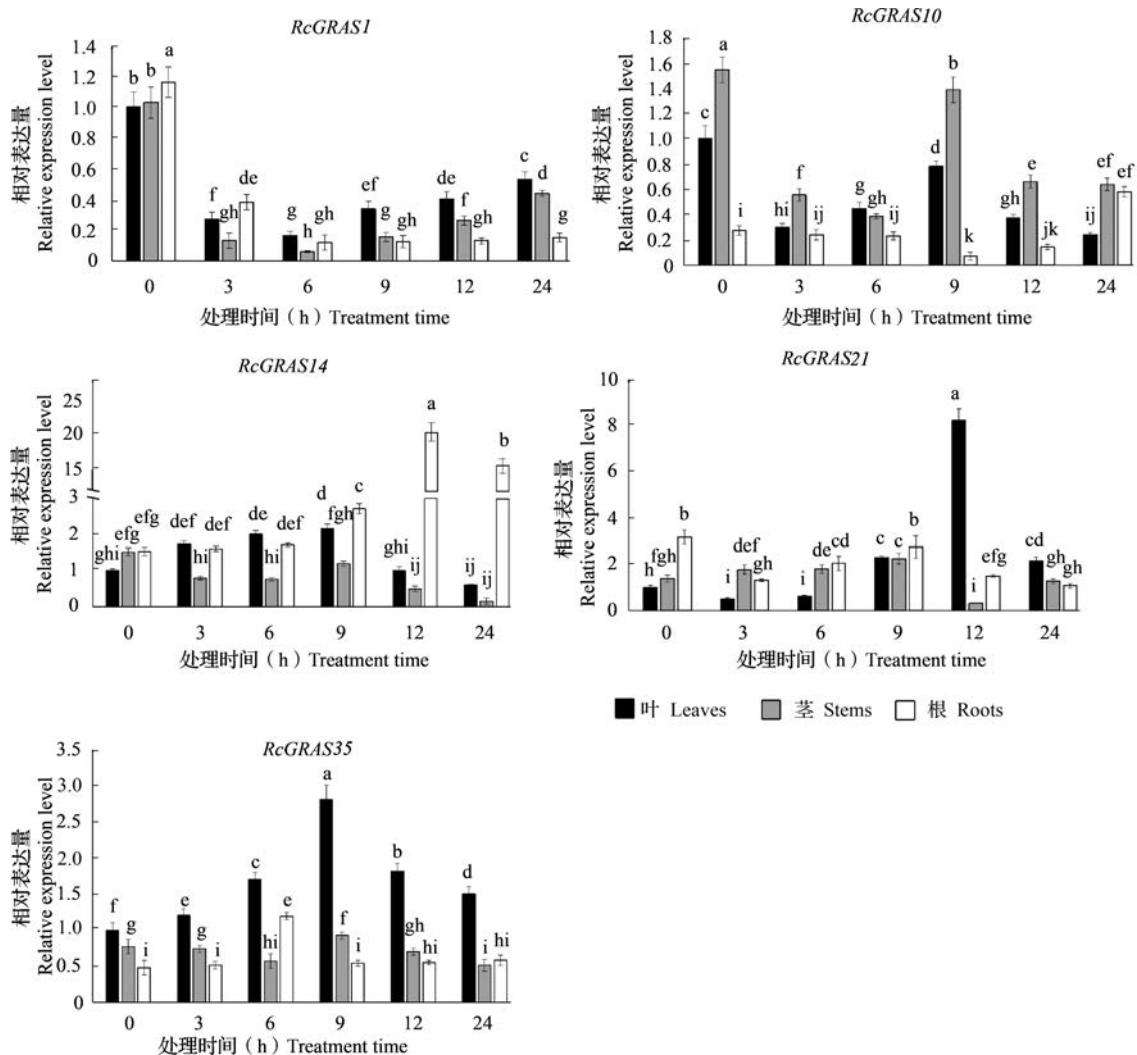 RcGRAS1
相对表达量
Relative expression level
1.4
1.2
1.0
0.8
0.6
0.4
0.2
0
b b a
f gh de
g h gh
ef g gh
de f gh
c d g
0 3 6 9 12 24
处理时间（h）Treatment time
RcGRAS10
相对表达量
Relative expression level
1.8
1.6
1.4
1.2
1.0
0.8
0.6
0.4
0.2
0
c a i
hi f ij
g gh ij
d b k
gh e jk
ij ef ef
0 3 6 9 12 24
处理时间（h）Treatment time
RcGRAS14
相对表达量
Relative expression level
25
20
15
3
2
1
0
ghi efg efg
def hi def
de hi def
d fgh c
ghi ij a
ij ij b
0 3 6 9 12 24
处理时间（h）Treatment time
RcGRAS21
相对表达量
Relative expression level
10
8
6
4
2
0
h fgh b
i def gh
i de cd
c c b
a i efg
cd gh gh
0 3 6 9 12 24
处理时间（h）Treatment time
叶 Leaves 茎 Stems 根 Roots
RcGRAS35
相对表达量
Relative expression level
3.5
3.0
2.5
2.0
1.5
1.0
0.5
0
f g i
e g i
c hi e
a f i
b gh hi
d i hi
0 3 6 9 12 24
处理时间（h）Treatment time